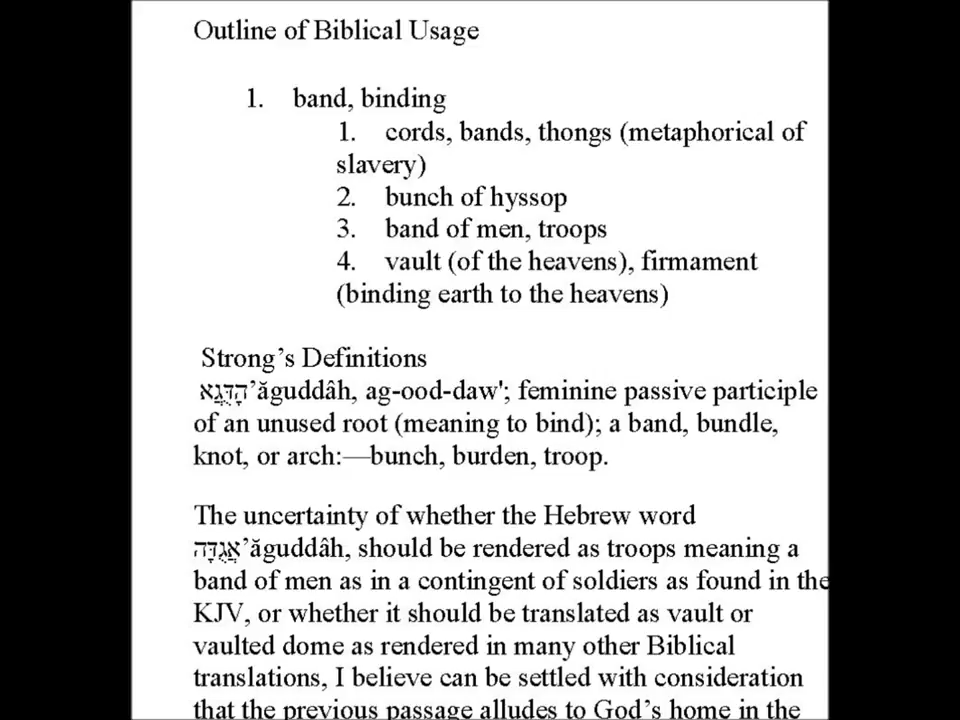 Outline of Biblical Usage
1. band, binding
1. cords, bands, thongs (metaphorical of
slavery)
2. bunch of hyssop
3. band of men, troops
4. vault (of the heavens), firmament
(binding earth to the heavens)
Strong’s Definitions
הָדֻּגֲא’ăguddâh, ag-ood-daw'; feminine passive participle
of an unused root (meaning to bind); a band, bundle,
knot, or arch:—bunch, burden, troop.
The uncertainty of whether the Hebrew word
אֲגֻדָּה’ăguddâh, should be rendered as troops meaning a
band of men as in a contingent of soldiers as found in the
KJV, or whether it should be translated as vault or
vaulted dome as rendered in many other Biblical
translations, I believe can be settled with consideration
that the previous passage alludes to God’s home in the